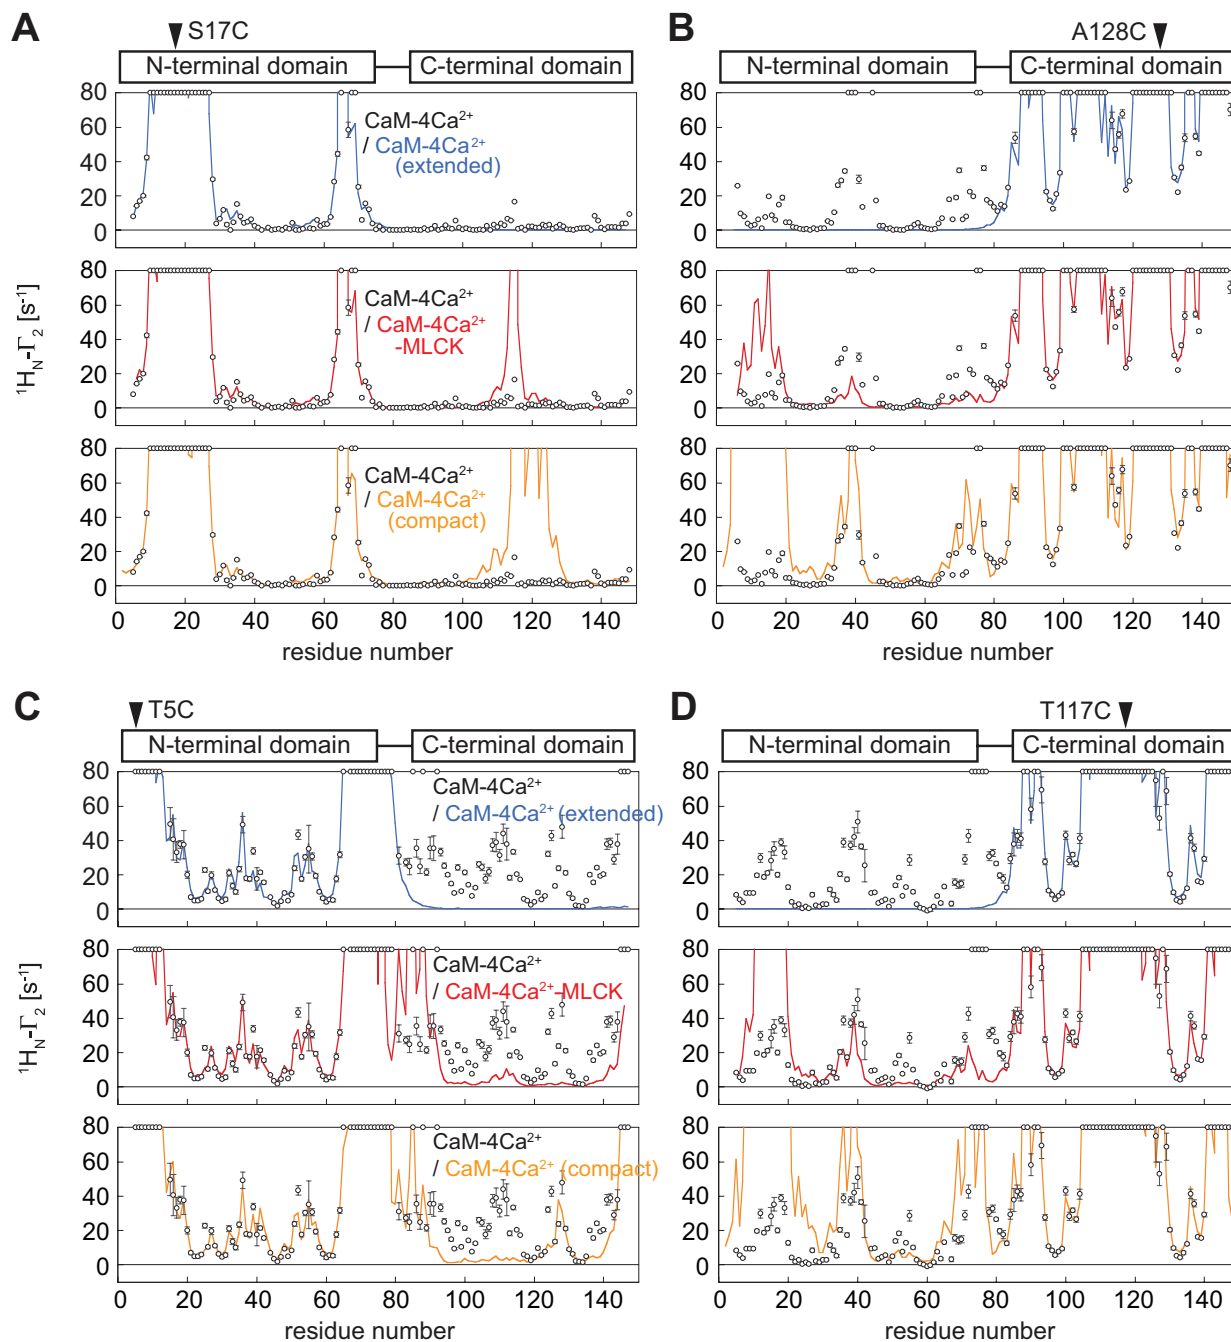 A
S17C
N-terminal domain
C-terminal domain
80
60
40
20
0
CaM-4Ca²⁺
/ CaM-4Ca²⁺
(extended)
80
60
40
20
0
CaM-4Ca²⁺
/ CaM-4Ca²⁺
-MLCK
¹H_N-Γ₂ [s⁻¹]
80
60
40
20
0
CaM-4Ca²⁺
/ CaM-4Ca²⁺
(compact)
0 20 40 60 80 100 120 140
residue number
B
A128C
N-terminal domain
C-terminal domain
80
60
40
20
0
80
60
40
20
0
80
60
40
20
0
0 20 40 60 80 100 120 140
residue number
C
T5C
N-terminal domain
C-terminal domain
80
60
40
20
0
CaM-4Ca²⁺
/ CaM-4Ca²⁺ (extended)
80
60
40
20
0
CaM-4Ca²⁺
/ CaM-4Ca²⁺-MLCK
¹H_N-Γ₂ [s⁻¹]
80
60
40
20
0
CaM-4Ca²⁺
/ CaM-4Ca²⁺ (compact)
0 20 40 60 80 100 120 140
residue number
D
T117C
N-terminal domain
C-terminal domain
80
60
40
20
0
80
60
40
20
0
80
60
40
20
0
0 20 40 60 80 100 120 140
residue number